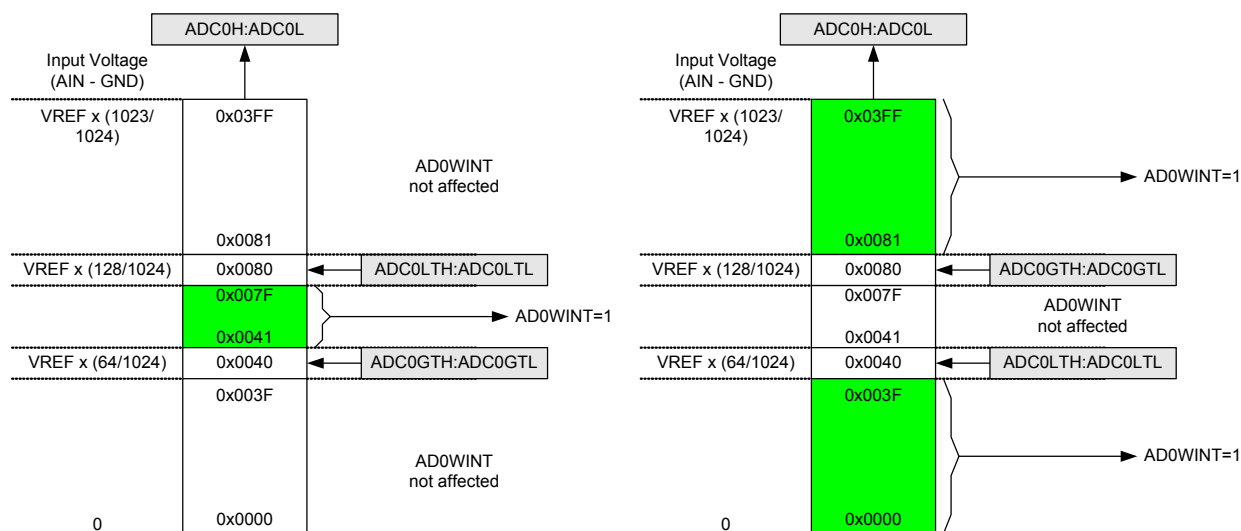 ADC0H:ADC0L
Input Voltage
(AIN - GND)
VREF x (1023/
1024)
0x03FF
AD0WINT
not affected
0x0081
VREF x (128/1024)
0x0080
ADC0LTH:ADC0LTL
0x007F
AD0WINT=1
0x0041
VREF x (64/1024)
0x0040
ADC0GTH:ADC0GTL
0x003F
AD0WINT
not affected
0
0x0000
ADC0H:ADC0L
Input Voltage
(AIN - GND)
VREF x (1023/
1024)
0x03FF
AD0WINT=1
0x0081
VREF x (128/1024)
0x0080
ADC0GTH:ADC0GTL
0x007F
AD0WINT
not affected
0x0041
VREF x (64/1024)
0x0040
ADC0LTH:ADC0LTL
0x003F
AD0WINT=1
0
0x0000